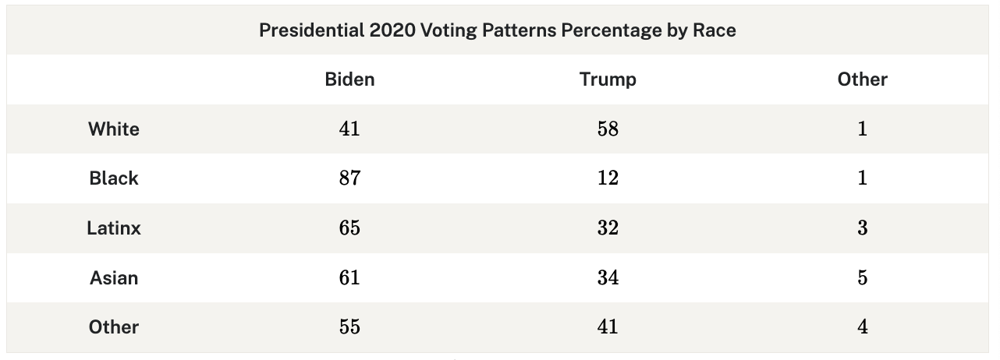 Presidential 2020 Voting Patterns Percentage by Race
Biden Trump Other
White 41 58 1
Black 87 12 1
Latinx 65 32 3
Asian 61 34 5
Other 55 41 4